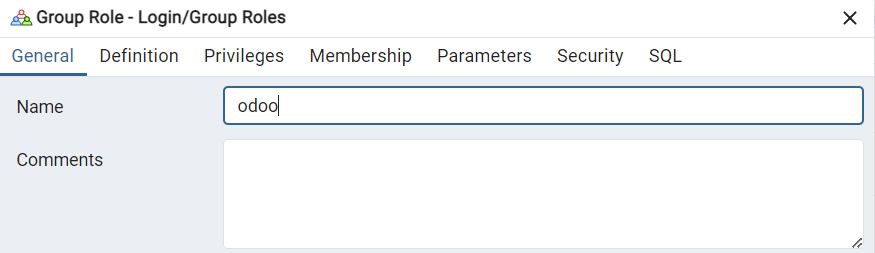 Group Role - Login/Group Roles
General Definition Privileges Membership Parameters Security SQL
Name odoo
Comments